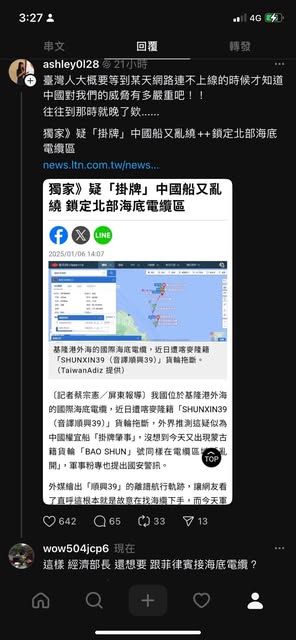 3:27
4G 57
串文
回覆
轉發
ashley0l28 21小時
臺灣人大概要等到某天網路連不上線的時候才知道
中國對我們的威脅有多嚴重吧！！
往往到那時就晚了欸......
獨家》疑「掛牌」中國船又亂繞++鎖定北部海底
電纜區
news.ltn.com.tw/news...
獨家》疑「掛牌」中國船又亂
繞 鎖定北部海底電纜區
LINE
2025/01/06 14:07
基隆港外海的國際海底電纜，近日遭喀麥隆籍
「SHUNXIN39（音譯順興39）」貨輪拖斷。
（TaiwanAdiz 提供）
〔記者蔡宗憲／屏東報導〕我國位於基隆港外海
的國際海底電纜，近日遭喀麥隆籍「SHUNXIN39
（音譯順興39）」貨輪拖斷，外界推測這疑似為
中國權宜船「掛牌肇事」，沒想到今天又出現蒙古
籍貨輪「BAO SHUN」號同樣在電纜區
開」，軍事粉專也提出國安警訊。
TOP
外媒繪出「順興39」的離譜航行軌跡，讓網友看
了直呼這根本就是故意在找海纜下手，而今天軍
642
65
33
13
wow504jcp6 現在
這樣 經濟部長 還想要 跟菲律賓接海底電纜？